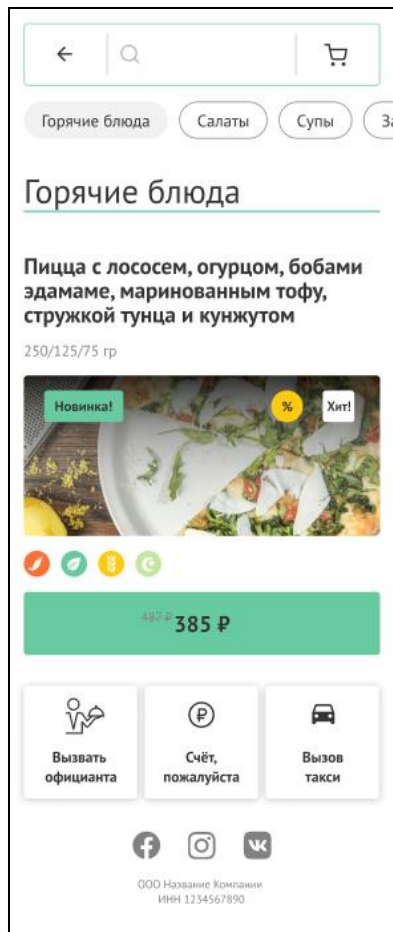 Горячие блюда Салаты Супы За
Горячие блюда
Пицца с лососем, огурцом, бобами
эдамаме, маринованным тофу,
стружкой тунца и кунжутом
250/125/75 гр
Новинка! % Хит!
487 ₽ 385 ₽
Вызвать
официанта
Счёт,
пожалуйста
Вызов
такси
ООО Название Компании
ИНН 1234567890